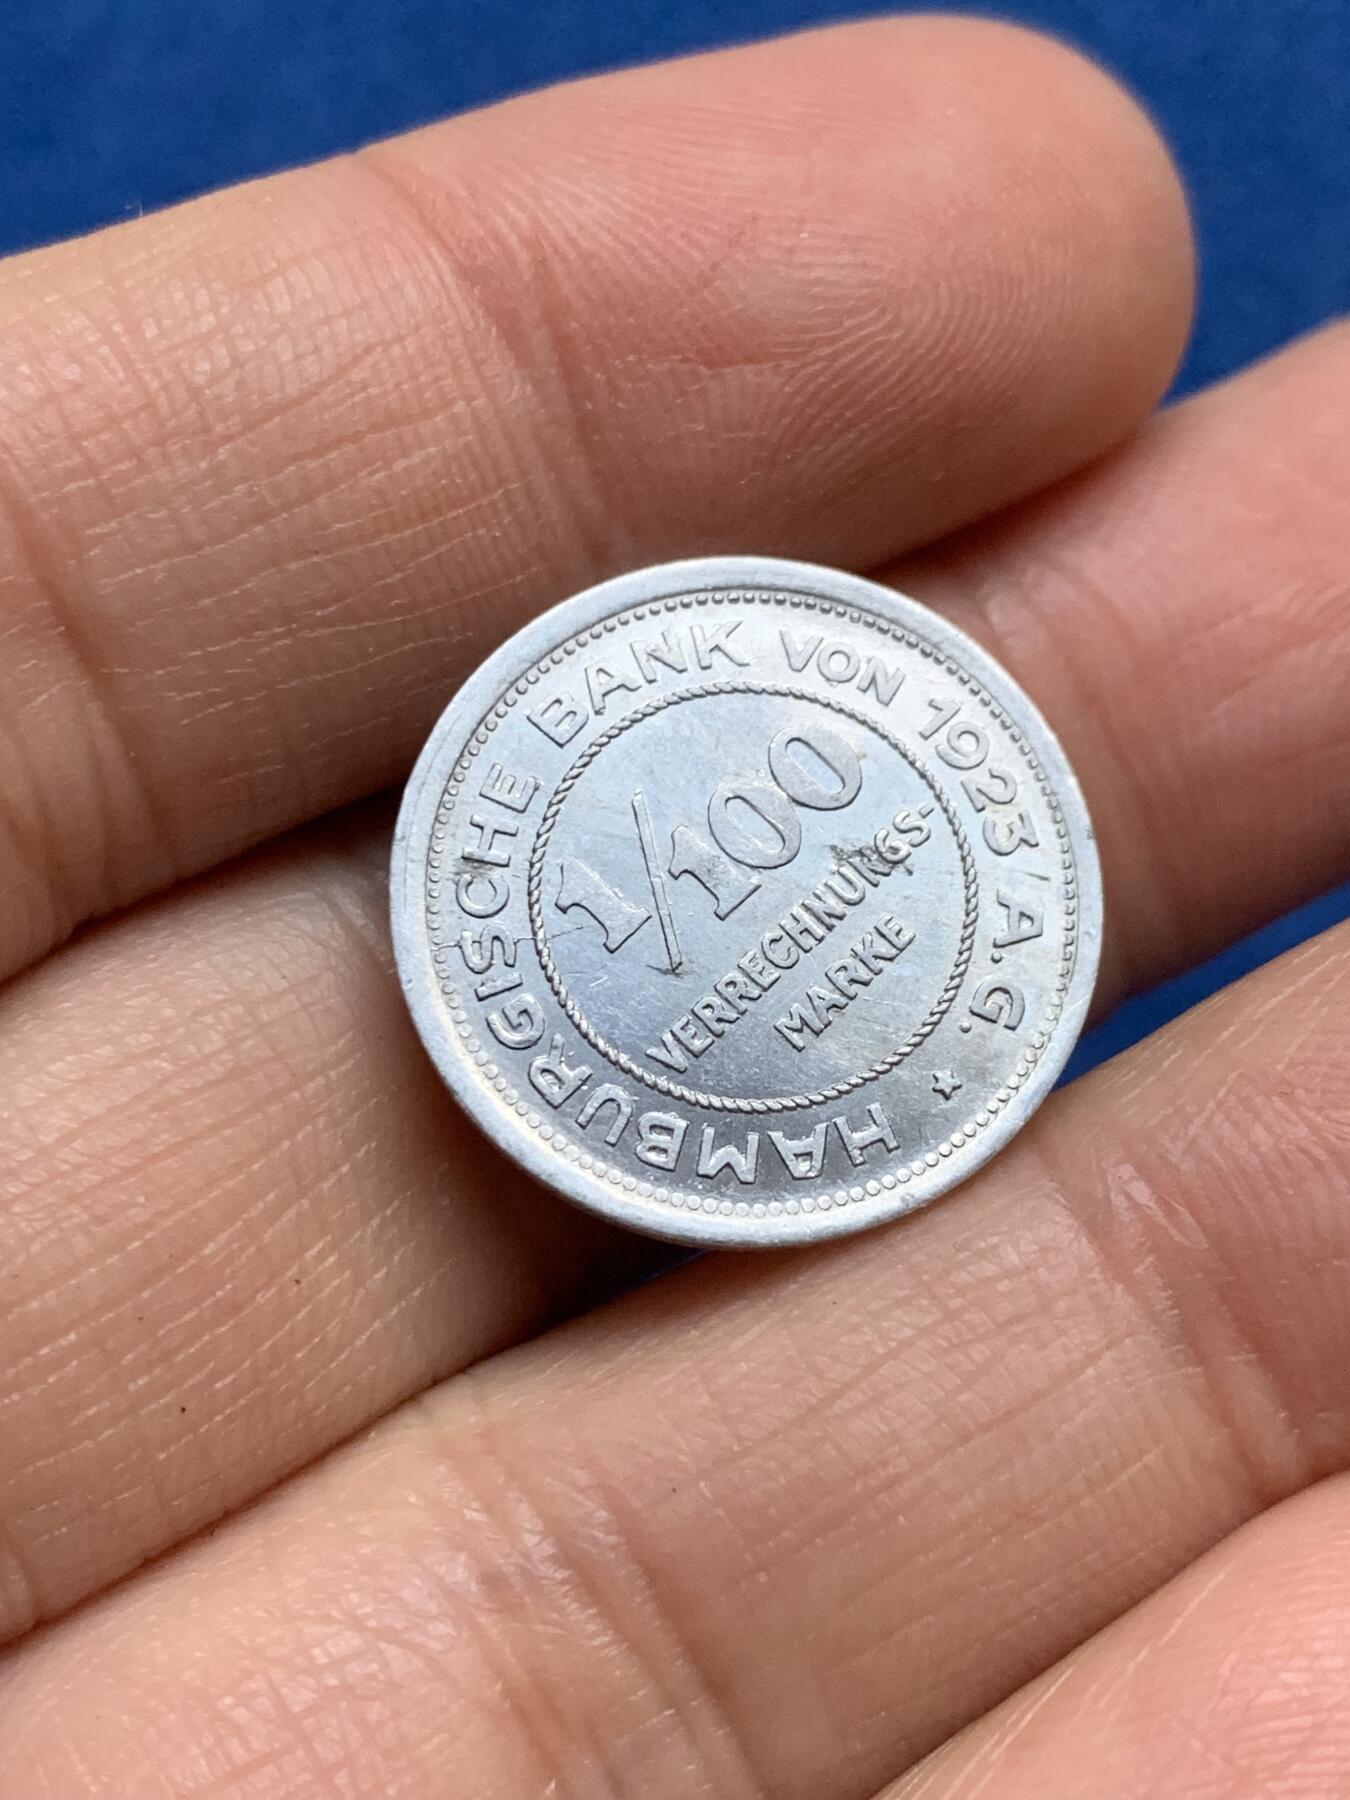 HAMBURGISCHE BANK VON 1923 A.G.
1/100
VERRECHNUNGS-
MARKE